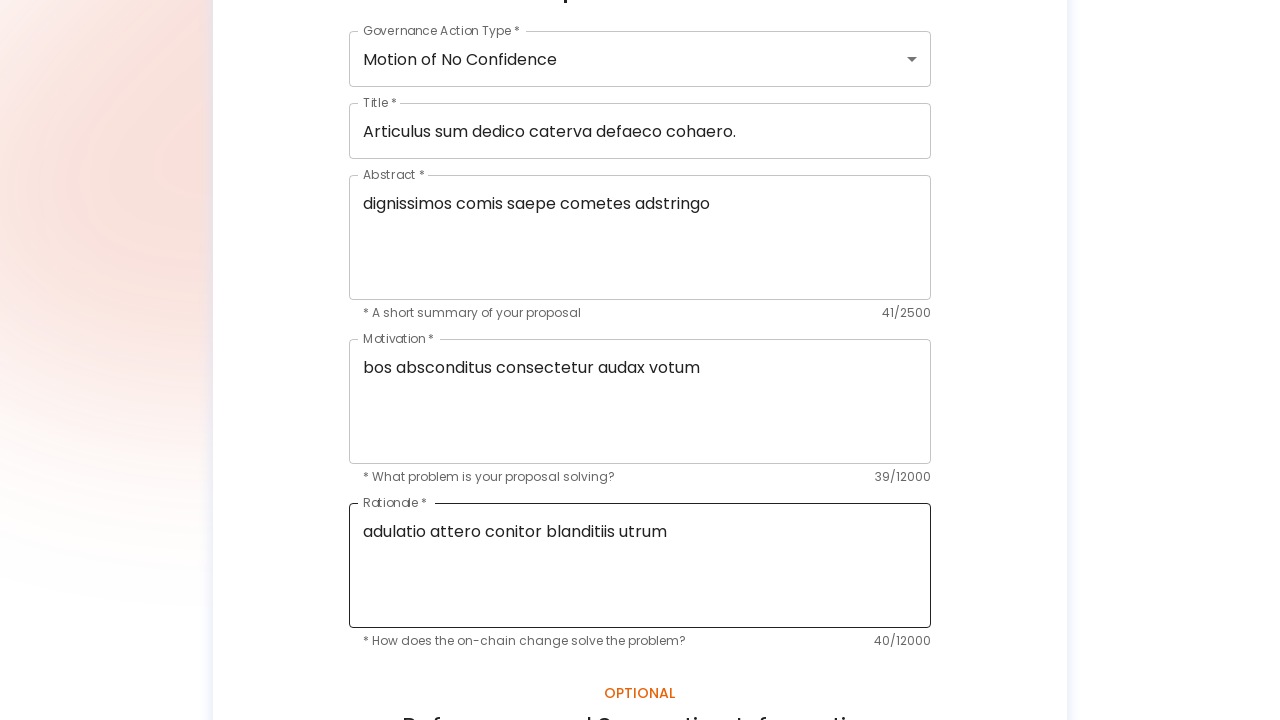 Governance Action Type *
Motion of No Confidence
Title *
Articulus sum dedico caterva defaeco cohaero.
Abstract *
dignissimos comis saepe cometes adstringo
* A short summary of your proposal 41/2500
Motivation *
bos absconditus consectetur audax votum
* What problem is your proposal solving? 39/12000
Rationale *
adulatio attero conitor blanditiis utrum
* How does the on-chain change solve the problem? 40/12000
OPTIONAL